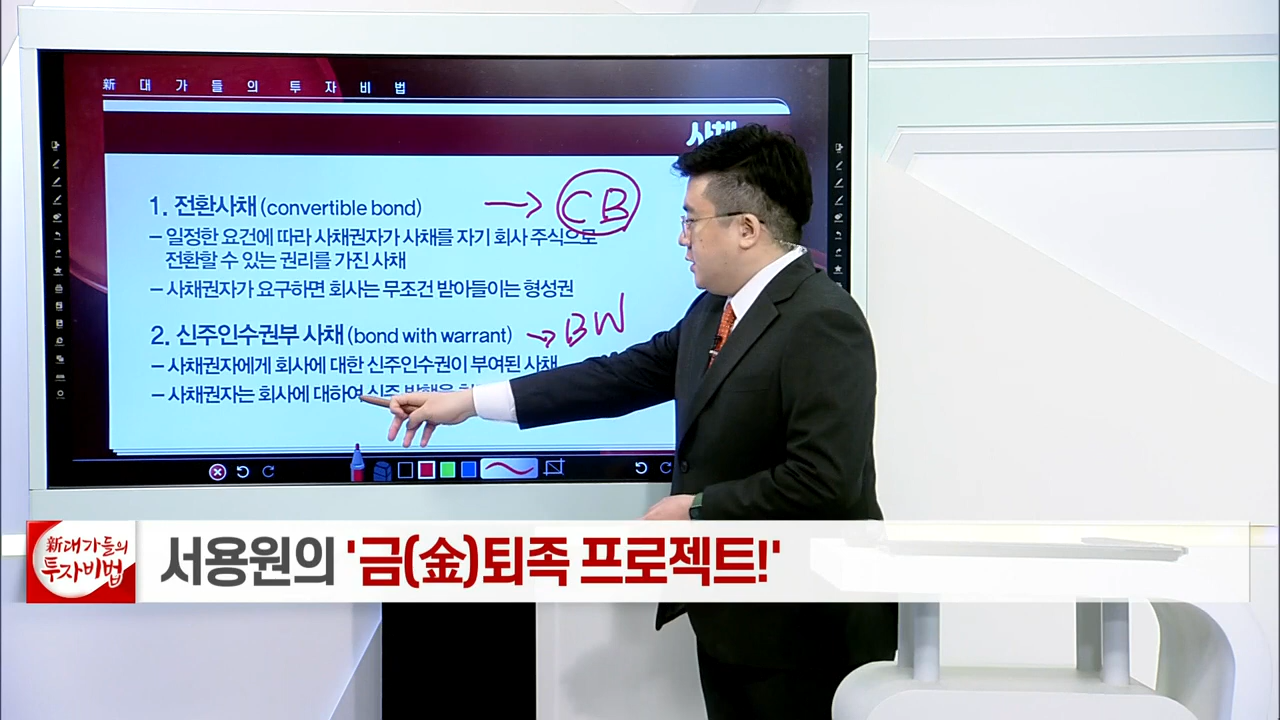 新 대 가 들 의 투 자 비 법
사채
1. 전환사채 (convertible bond) → CB
– 일정한 요건에 따라 사채권자가 사채를 자기 회사 주식으로
전환할 수 있는 권리를 가진 사채
– 사채권자가 요구하면 회사는 무조건 받아들이는 형성권
2. 신주인수권부 사채 (bond with warrant) → BW
– 사채권자에게 회사에 대한 신주인수권이 부여된 사채
– 사채권자는 회사에 대하여 신주 발행을
新대가들의
투자비법
서용원의 '금(金)퇴족 프로젝트!'